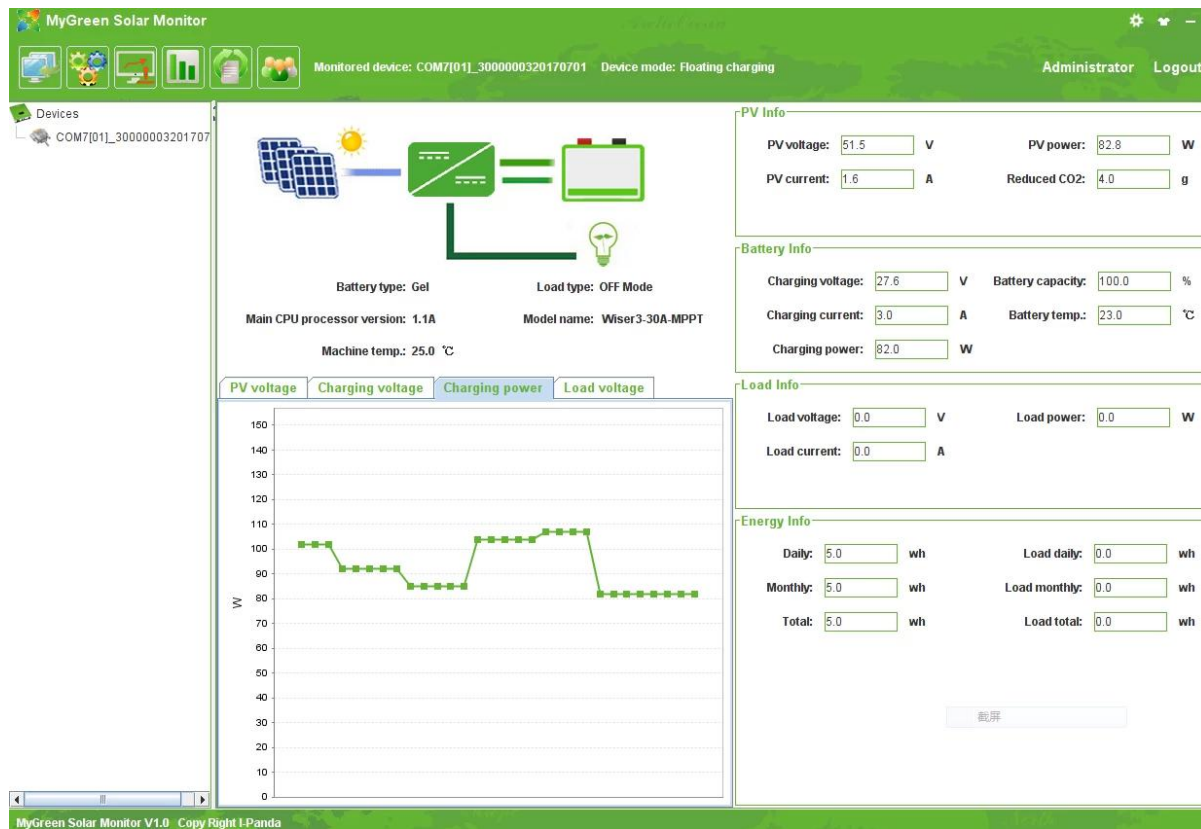 MyGreen Solar Monitor
Monitored device: COM7[01]_3000000320170701 Device mode: Floating charging
Administrator Logout
Devices
COM7[01]_30000003201707
Battery type: Gel Load type: OFF Mode
Main CPU processor version: 1.1A Model name: Wiser3-30A-MPPT
Machine temp.: 25.0 ℃
PV voltage Charging voltage Charging power Load voltage
150
140
130
120
110
100
90
80
70
60
50
40
30
20
10
0
W
PV Info
PV voltage: 51.5 V PV power: 82.8 W
PV current: 1.6 A Reduced CO2: 4.0 g
Battery Info
Charging voltage: 27.6 V Battery capacity: 100.0 %
Charging current: 3.0 A Battery temp.: 23.0 ℃
Charging power: 82.0 W
Load Info
Load voltage: 0.0 V Load power: 0.0 W
Load current: 0.0 A
Energy Info
Daily: 5.0 wh Load daily: 0.0 wh
Monthly: 5.0 wh Load monthly: 0.0 wh
Total: 5.0 wh Load total: 0.0 wh
截屏
MyGreen Solar Monitor V1.0 Copy Right I-Panda